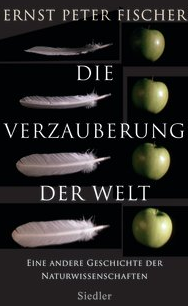 ERNST PETER FISCHER
DIE
VERZAUBERUNG
DER WELT
EINE ANDERE GESCHICHTE DER
NATURWISSENSCHAFTEN
Siedler